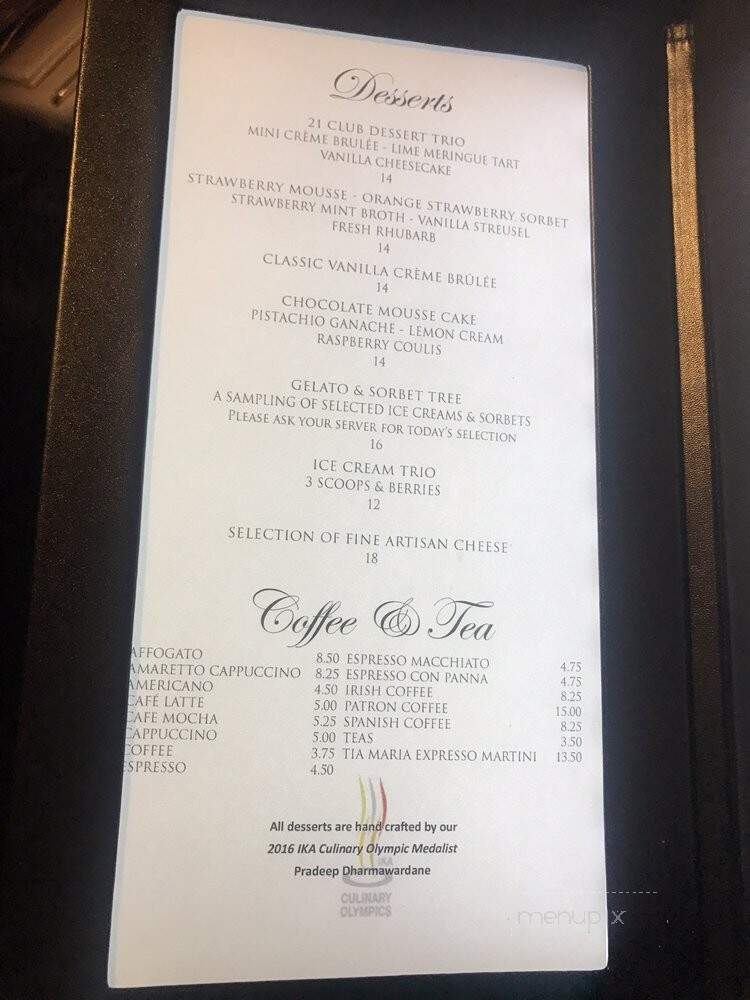 Desserts
21 CLUB DESSERT TRIO
MINI CRÈME BRULÉE - LIME MERINGUE TART
VANILLA CHEESECAKE
14
STRAWBERRY MOUSSE - ORANGE STRAWBERRY SORBET
STRAWBERRY MINT BROTH - VANILLA STREUSEL
FRESH RHUBARB
14
CLASSIC VANILLA CRÈME BRÛLÉE
14
CHOCOLATE MOUSSE CAKE
PISTACHIO GANACHE - LEMON CREAM
RASPBERRY COULIS
14
GELATO & SORBET TREE
A SAMPLING OF SELECTED ICE CREAMS & SORBETS
PLEASE ASK YOUR SERVER FOR TODAY'S SELECTION
16
ICE CREAM TRIO
3 SCOOPS & BERRIES
12
SELECTION OF FINE ARTISAN CHEESE
18
Coffee & Tea
AFFOGATO 8.50
AMARETTO CAPPUCCINO 8.25
AMERICANO 4.50
CAFÉ LATTE 5.00
CAFE MOCHA 5.25
CAPPUCCINO 5.00
COFFEE 3.75
ESPRESSO 4.50
ESPRESSO MACCHIATO 4.75
ESPRESSO CON PANNA 4.75
IRISH COFFEE 8.25
PATRON COFFEE 15.00
SPANISH COFFEE 8.25
TEAS 3.50
TIA MARIA EXPRESSO MARTINI 13.50
All desserts are hand crafted by our
2016 IKA Culinary Olympic Medalist
Pradeep Dharmawardane
IKA
CULINARY
OLYMPICS
menupix